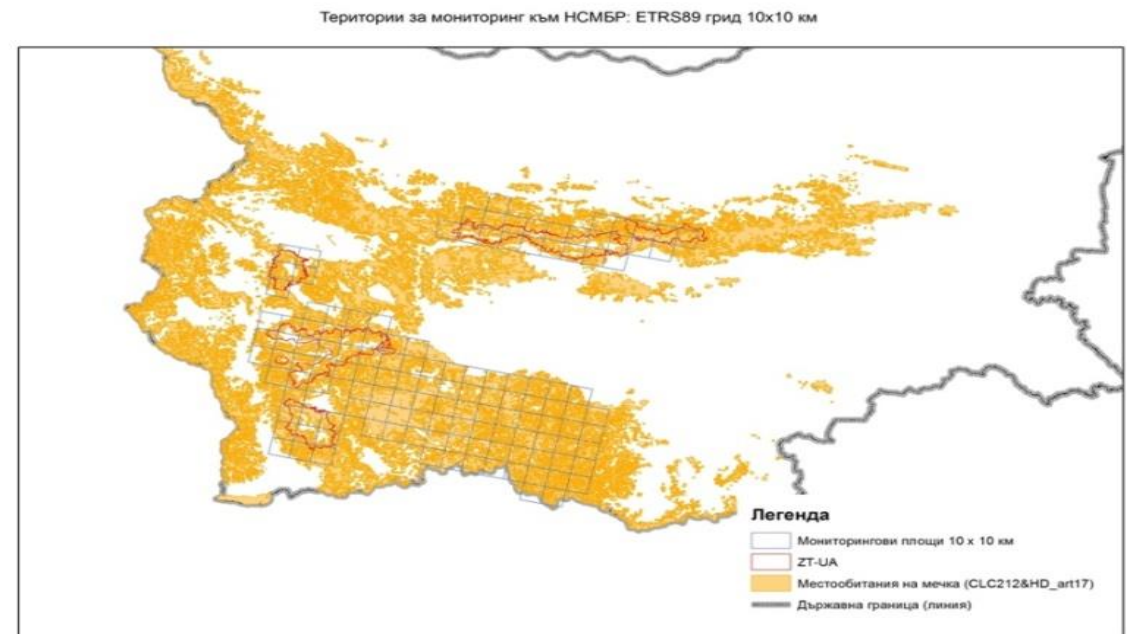 Територии за мониторинг към НСМБР: ETRS89 грид 10x10 км
Легенда
Мониторингови площи 10 x 10 км
ZT-UA
Местообитания на мечка (CLC212&HD_art17)
Държавна граница (линия)